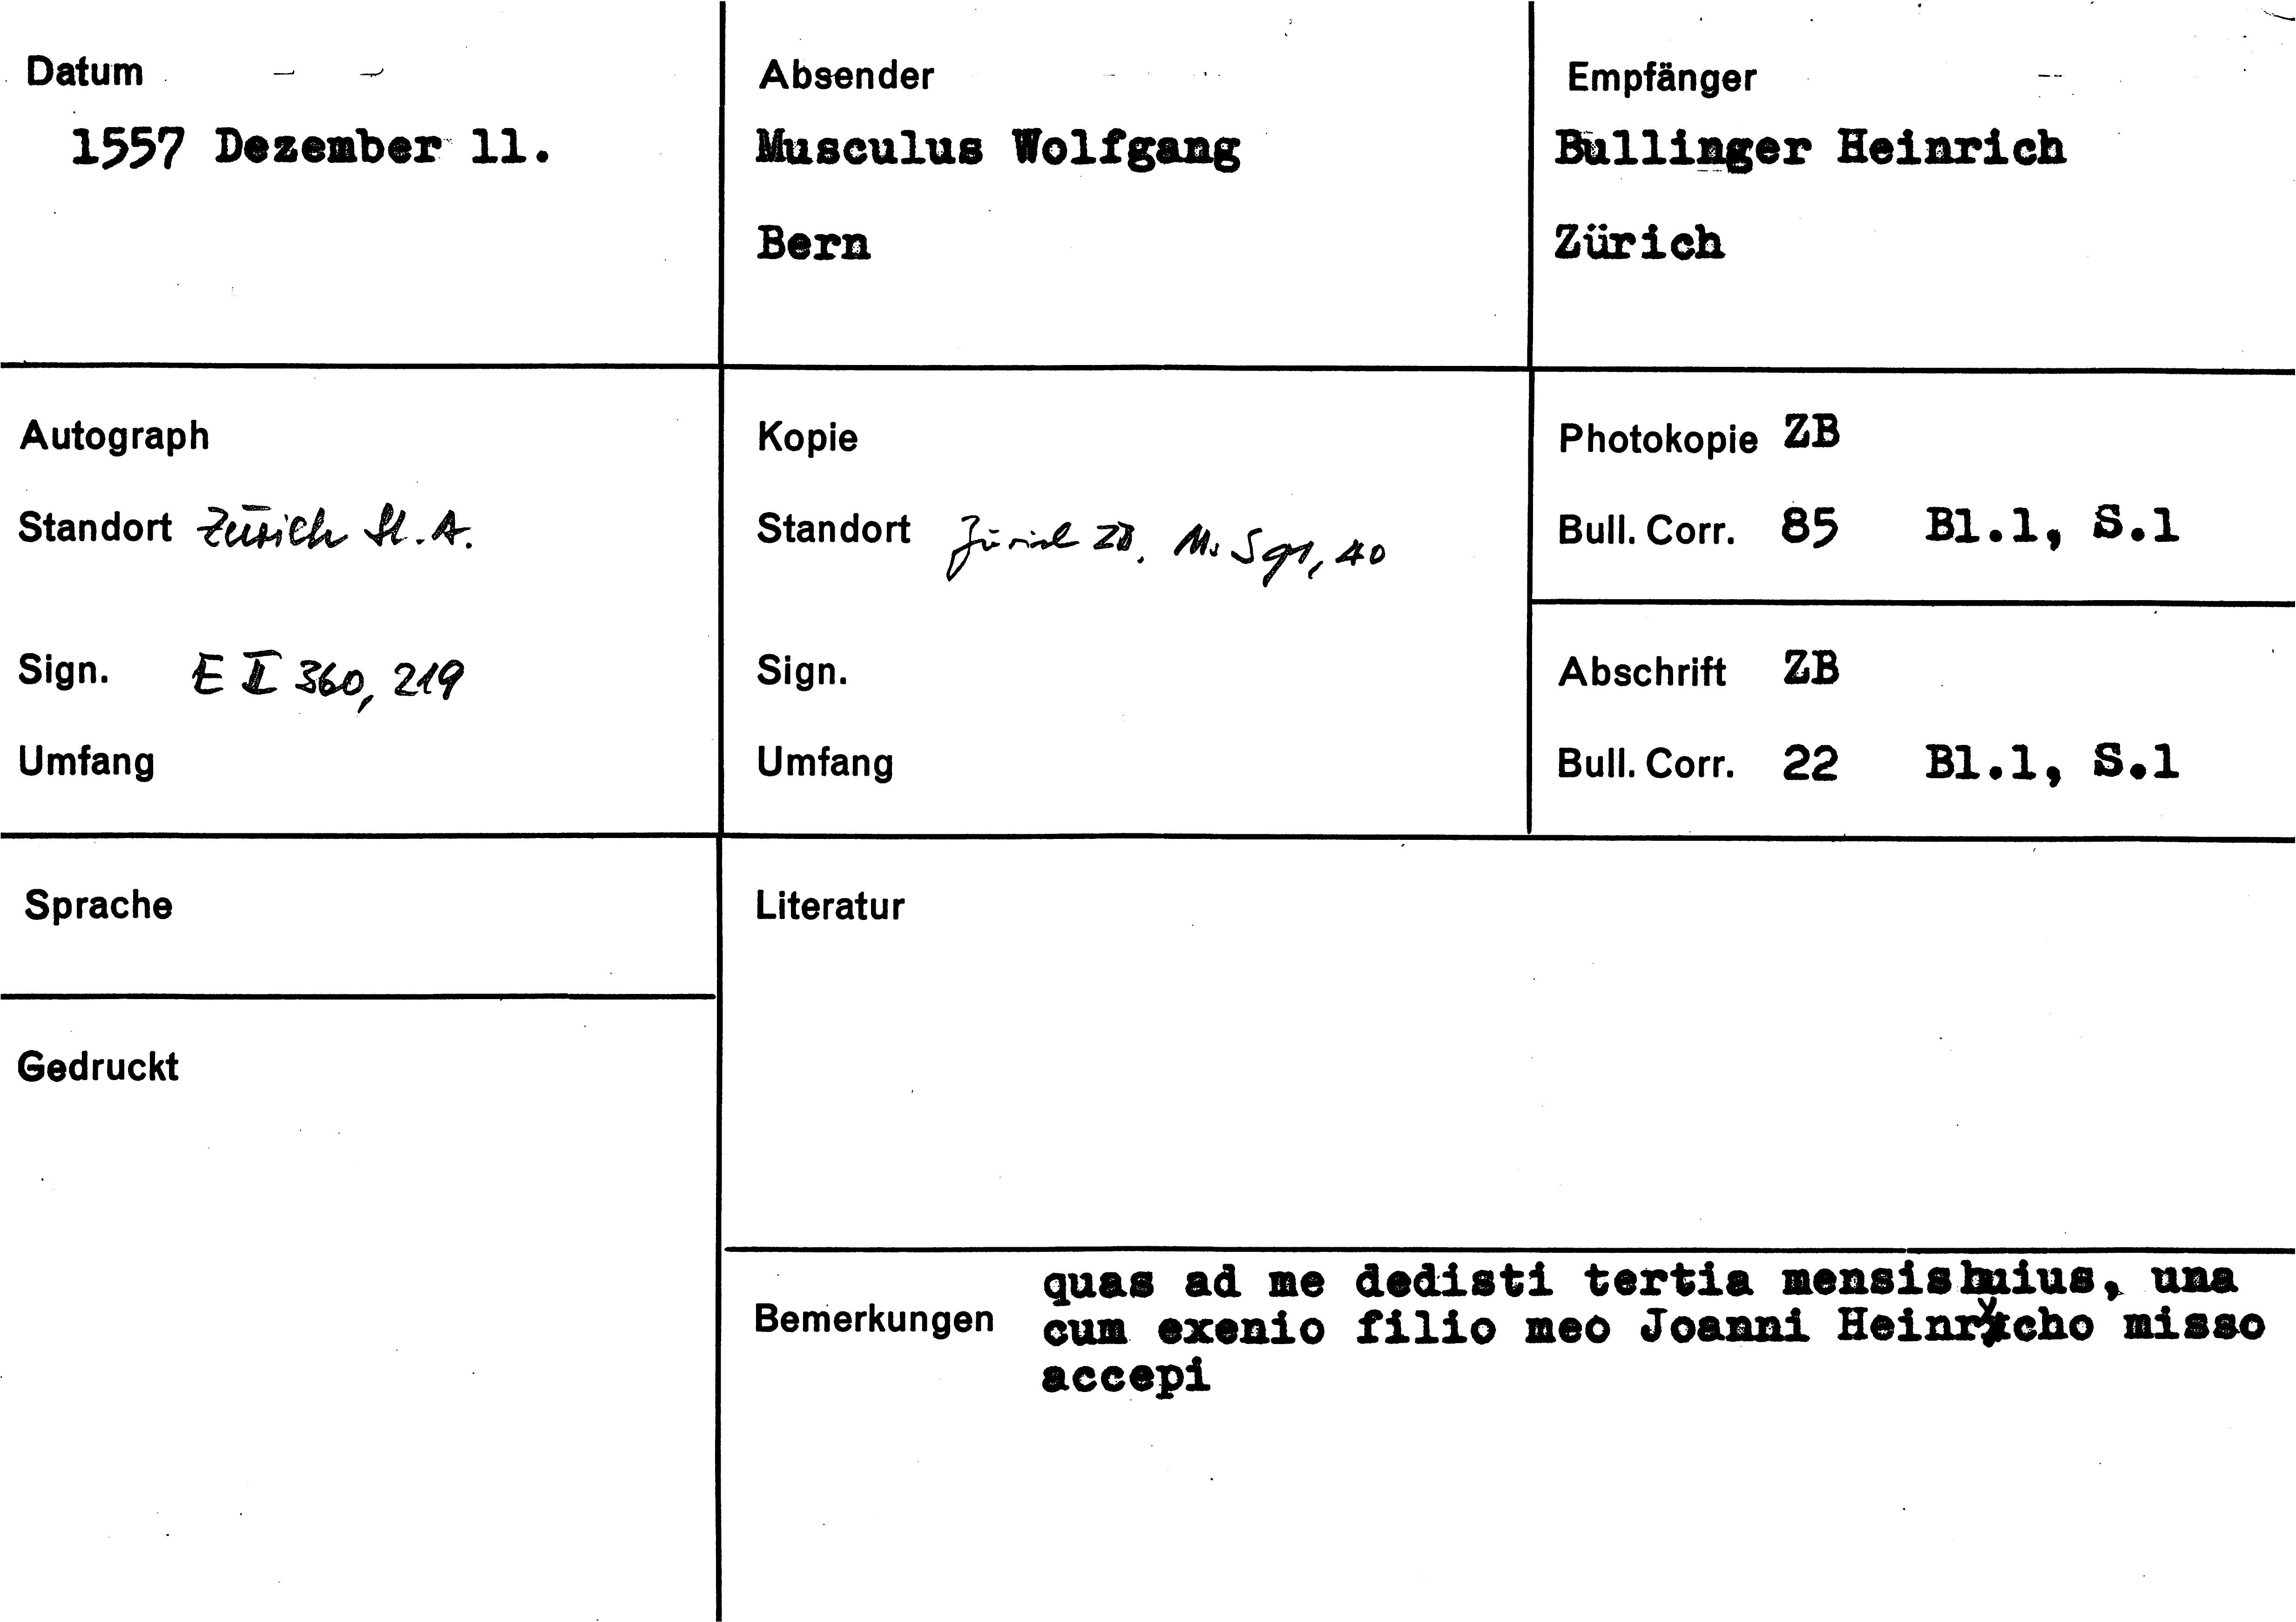 Datum
1557 Dezember 11.
Absender
Musculus Wolfgang
Bern
Empfänger
Bullinger Heinrich
Zürich
Autograph
Standort Zürich St. A.
Sign. E II 360, 219
Umfang
Kopie
Standort Zürich ZB. Ms S 91, 40
Sign.
Umfang
Photokopie ZB
Bull. Corr. 85 Bl.1, S.1
Abschrift ZB
Bull. Corr. 22 Bl.1, S.1
Sprache
Gedruckt
Literatur
Bemerkungen
quas ad me dedisti tertia mensis huius, una
cum exenio filio meo Joanni Heinrycho misso
accepi